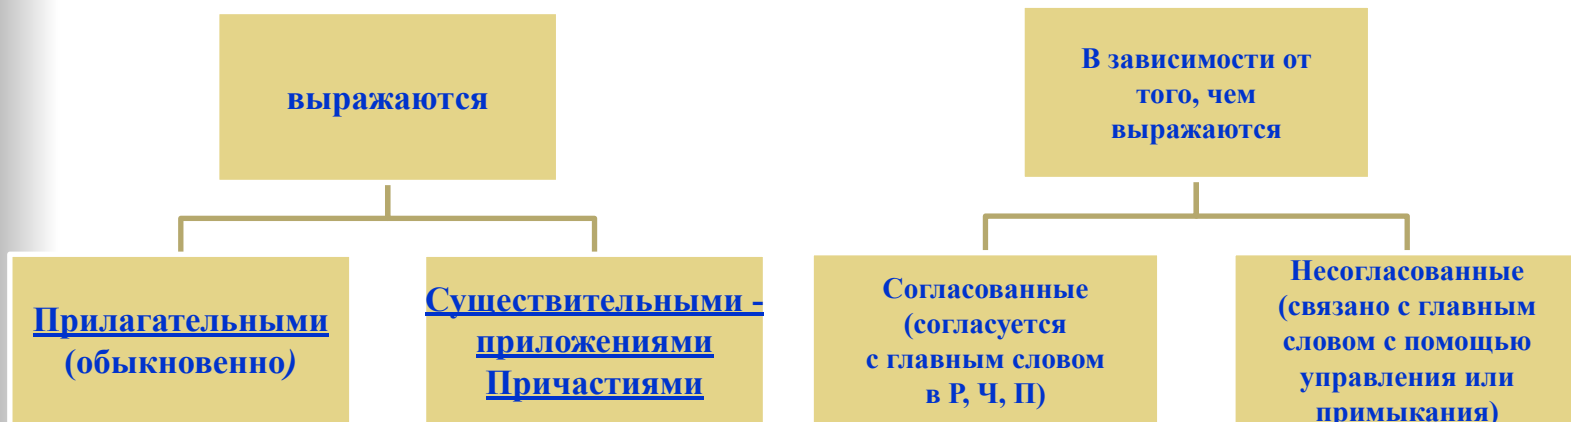 выражаются
Прилагательными
(обыкновенно)
Существительными -
приложениями
Причастиями
В зависимости от
того, чем
выражаются
Согласованные
(согласуется
с главным словом
в Р, Ч, П)
Несогласованные
(связано с главным
словом с помощью
управления или
примыкания)